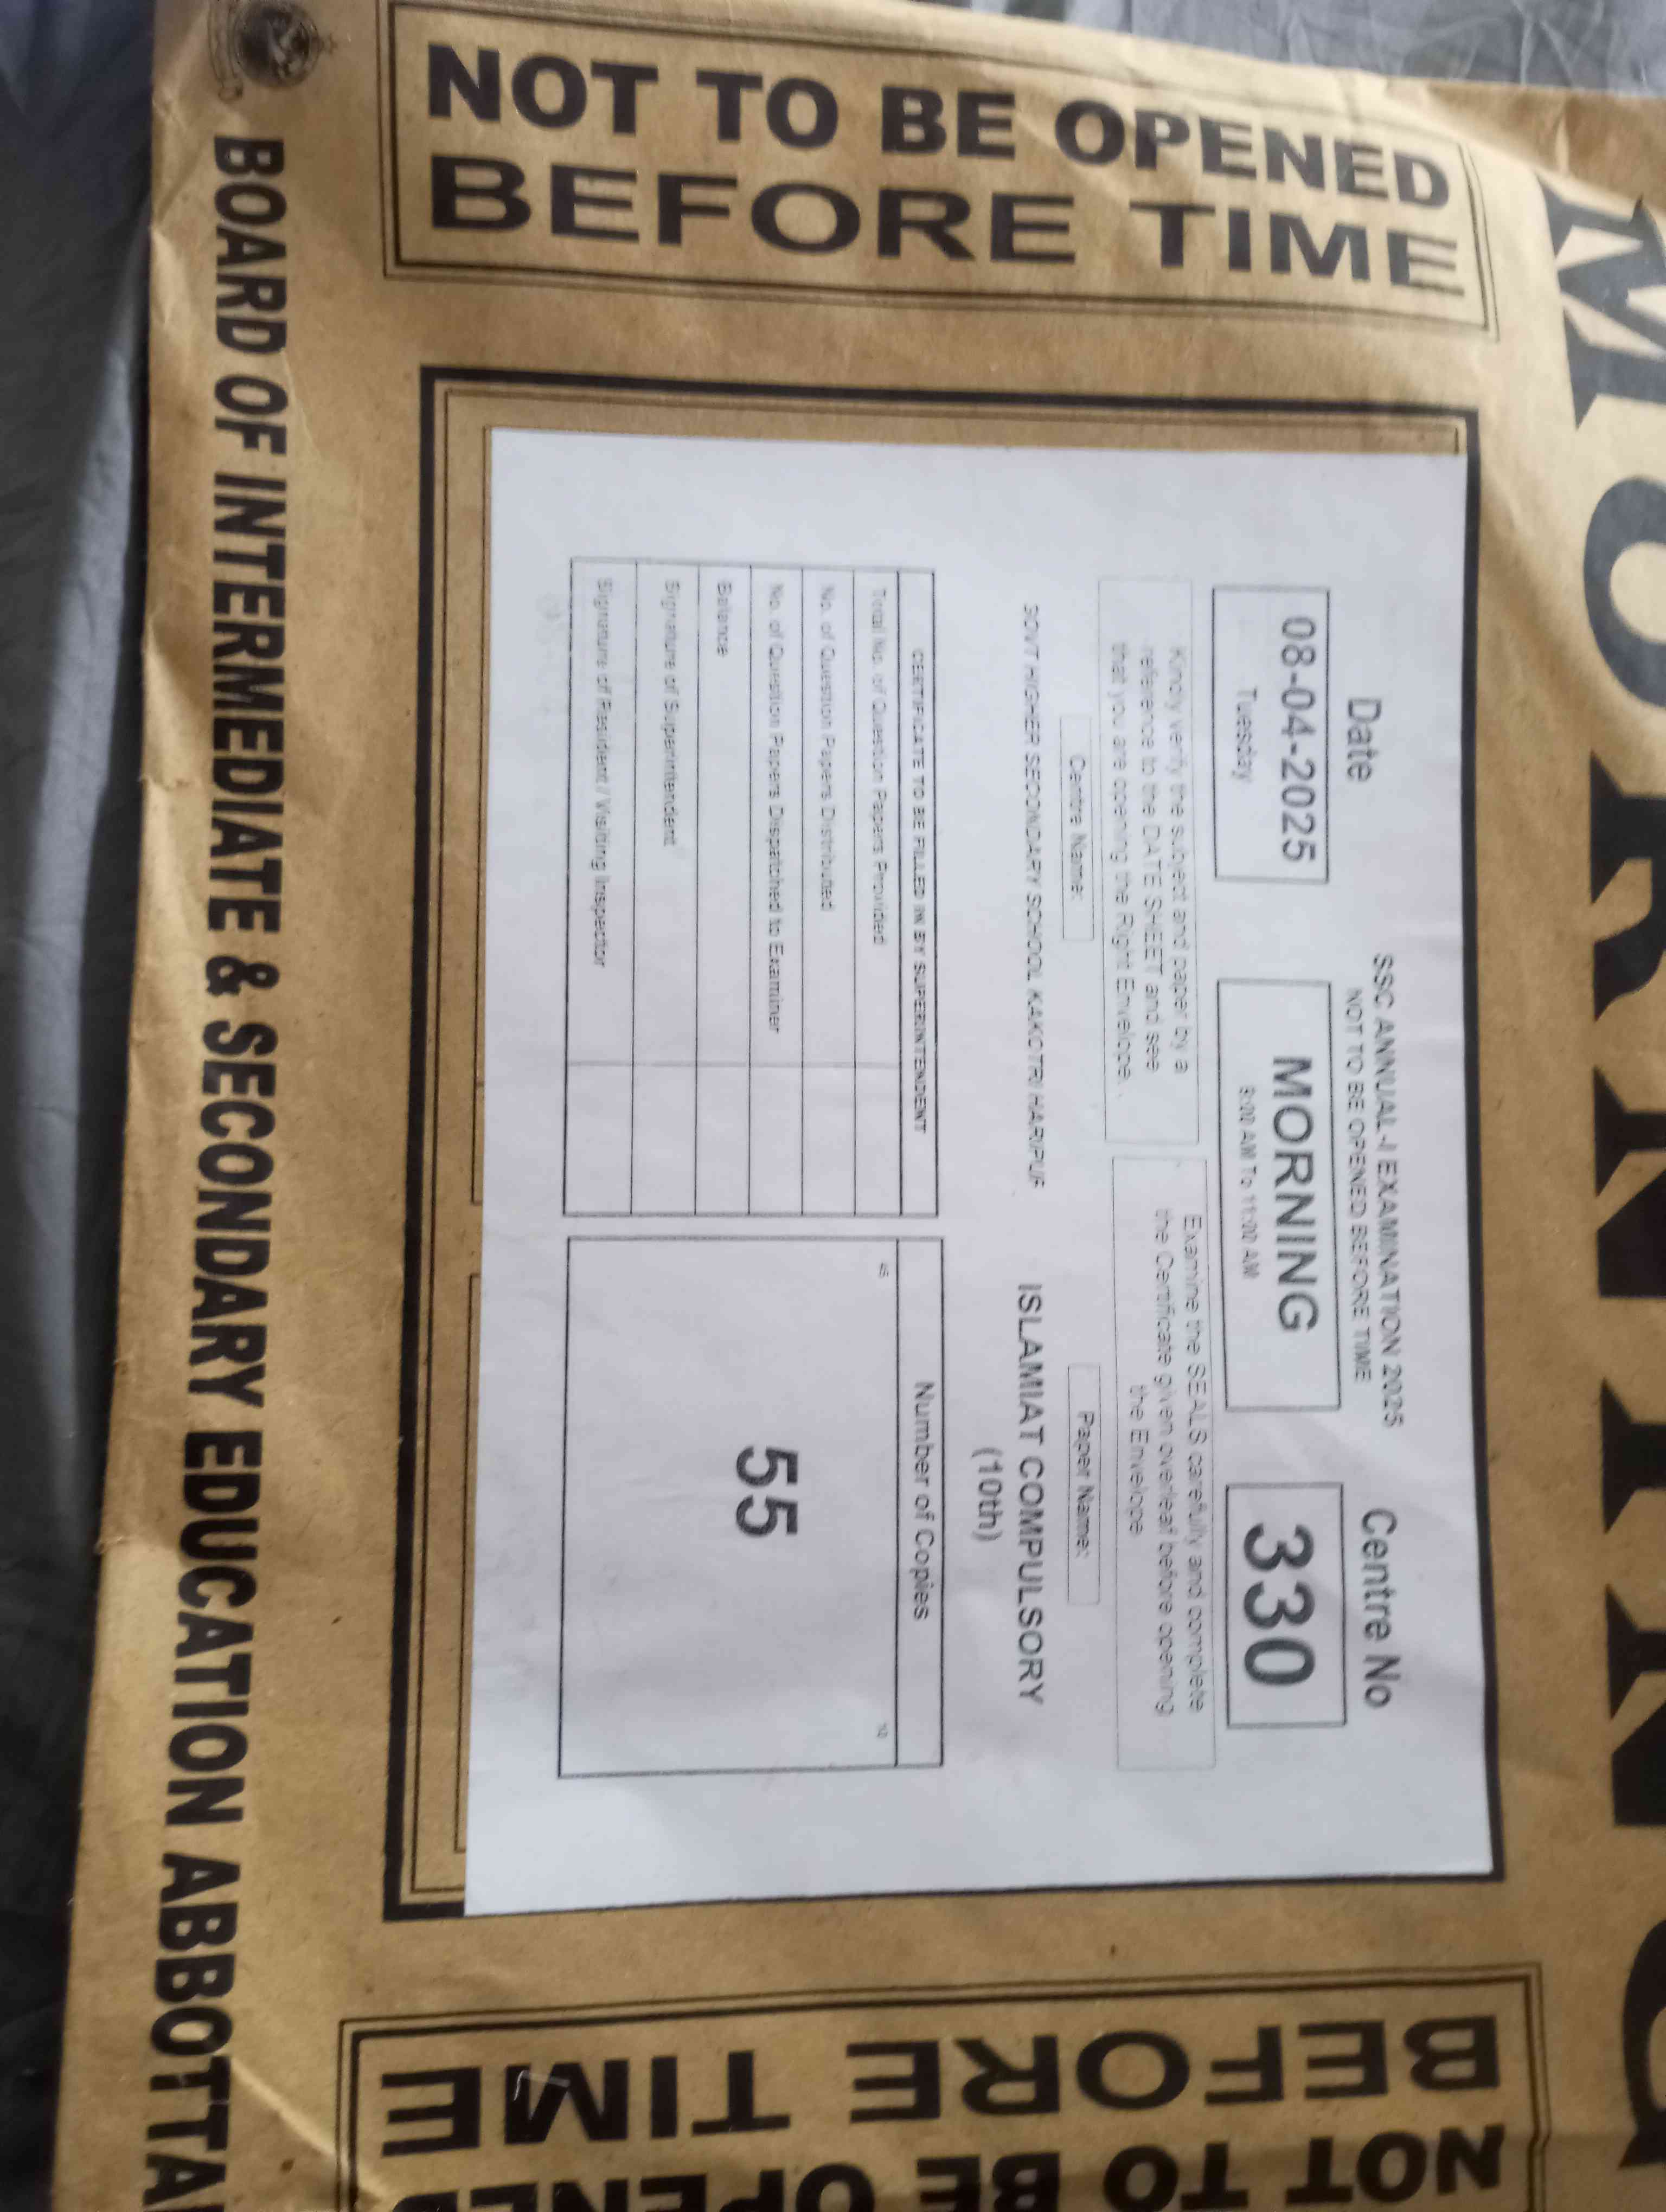 MORNING
NOT TO BE OPENED
BEFORE TIME
SSC ANNUAL-I EXAMINATION 2025
NOT TO BE OPENED BEFORE TIME
Date
08-04-2025
Tuesday
MORNING
9:00 AM To 11:00 AM
Centre No
330
Kindly verify the subject and paper by a
reference to the DATE SHEET and see
that you are opening the Right Envelope.
Examine the SEALS carefully and complete
the Certificate given overleaf before opening
the Envelope
Centre Name:
GOVT HIGHER SECONDARY SCHOOL KAKOTRI HARIPUR
Paper Name:
ISLAMIAT COMPULSORY
(10th)
CERTIFICATE TO BE FILLED IN BY SUPERINTENDENT
Total No. of Question Papers Provided
No. of Question Papers Distributed
No. of Question Papers Dispatched to Examiner
Balance
Signature of Superintendent
Signature of Resident / Visiting Inspector
Number of Copies
45 10
55
NOT TO BE OPENED
BEFORE TIME
BOARD OF INTERMEDIATE & SECONDARY EDUCATION ABBOTTA